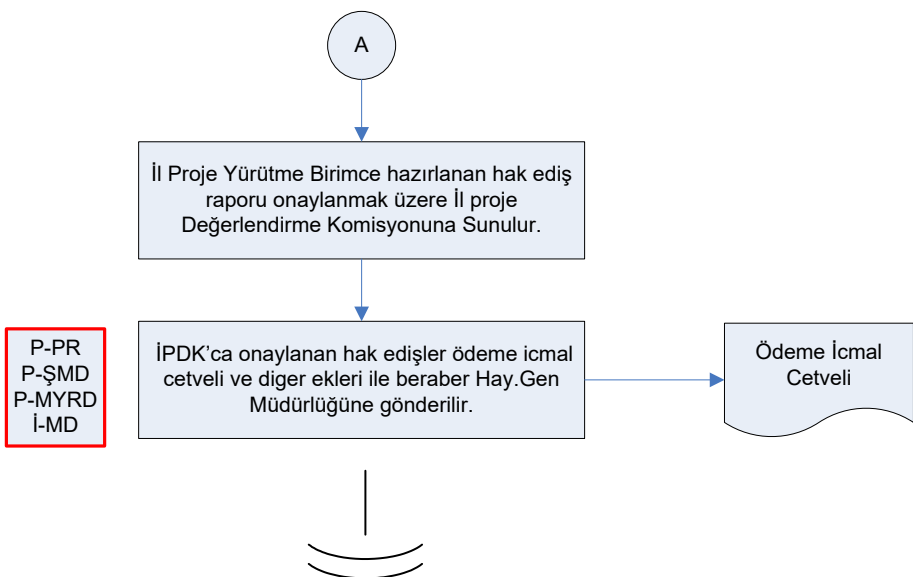 A
İl Proje Yürütme Birimce hazırlanan hak ediş
raporu onaylanmak üzere İl proje
Değerlendirme Komisyonuna Sunulur.
P-PR
P-ŞMD
P-MYRD
İ-MD
İPDK’ca onaylanan hak edişler ödeme icmal
cetveli ve diger ekleri ile beraber Hay.Gen
Müdürlüğüne gönderilir.
Ödeme İcmal
Cetveli